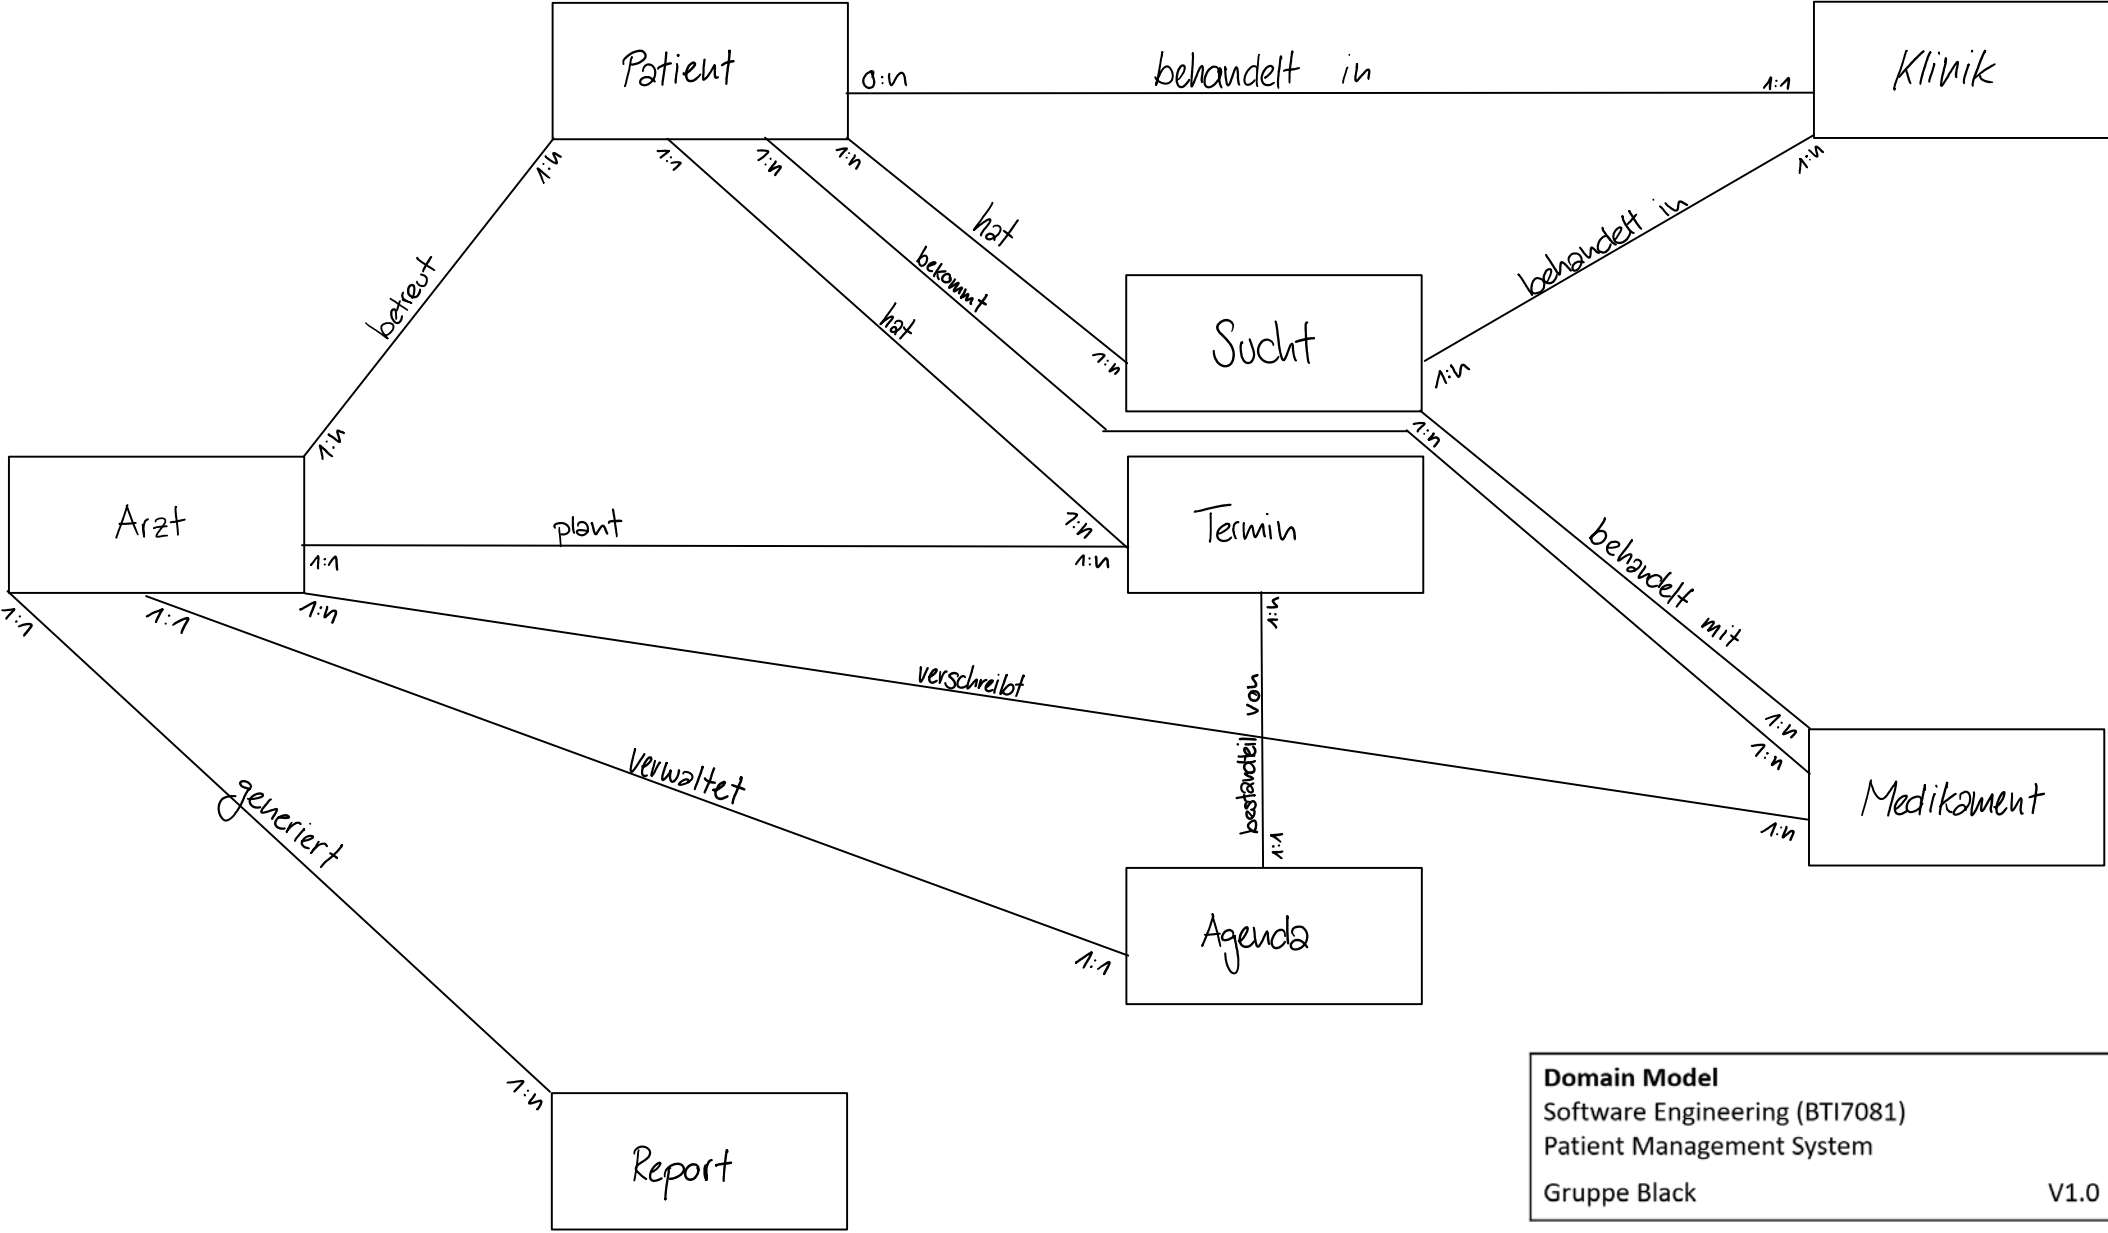 Patient
0:n
behandelt in
1:1
Klinik
1:n
1:1
1:n
1:n
1:n
hat
behandelt in
bekommt
betreut
hat
Sucht
1:n
1:n
1:n
1:n
Arzt
plant
1:n
Termin
1:1
1:n
behandelt mit
1:1
1:1
1:n
1:n
verschreibt
bestandteil von
1:n
1:n
verwaltet
generiert
Medikament
1:n
1:1
Agenda
1:1
1:n
Report
Domain Model
Software Engineering (BTI7081)
Patient Management System
Gruppe Black V1.0